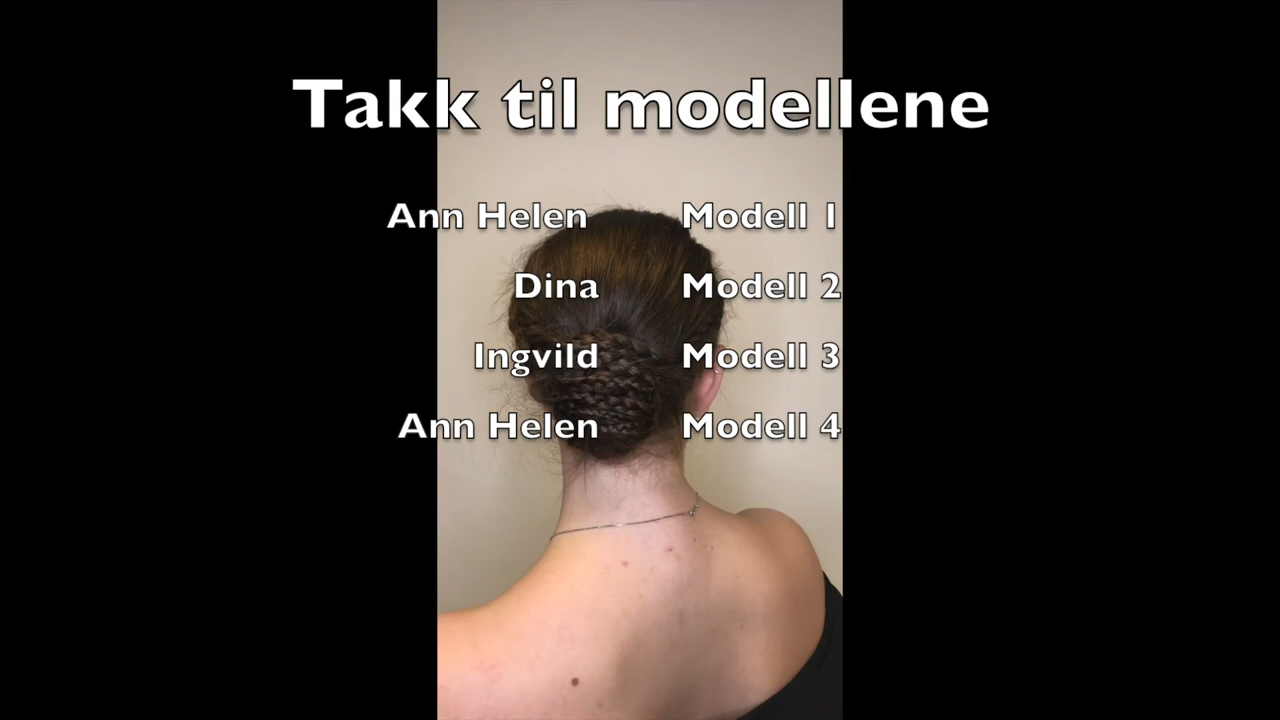 Takk til modellene
Ann Helen Modell 1
Dina Modell 2
Ingvild Modell 3
Ann Helen Modell 4